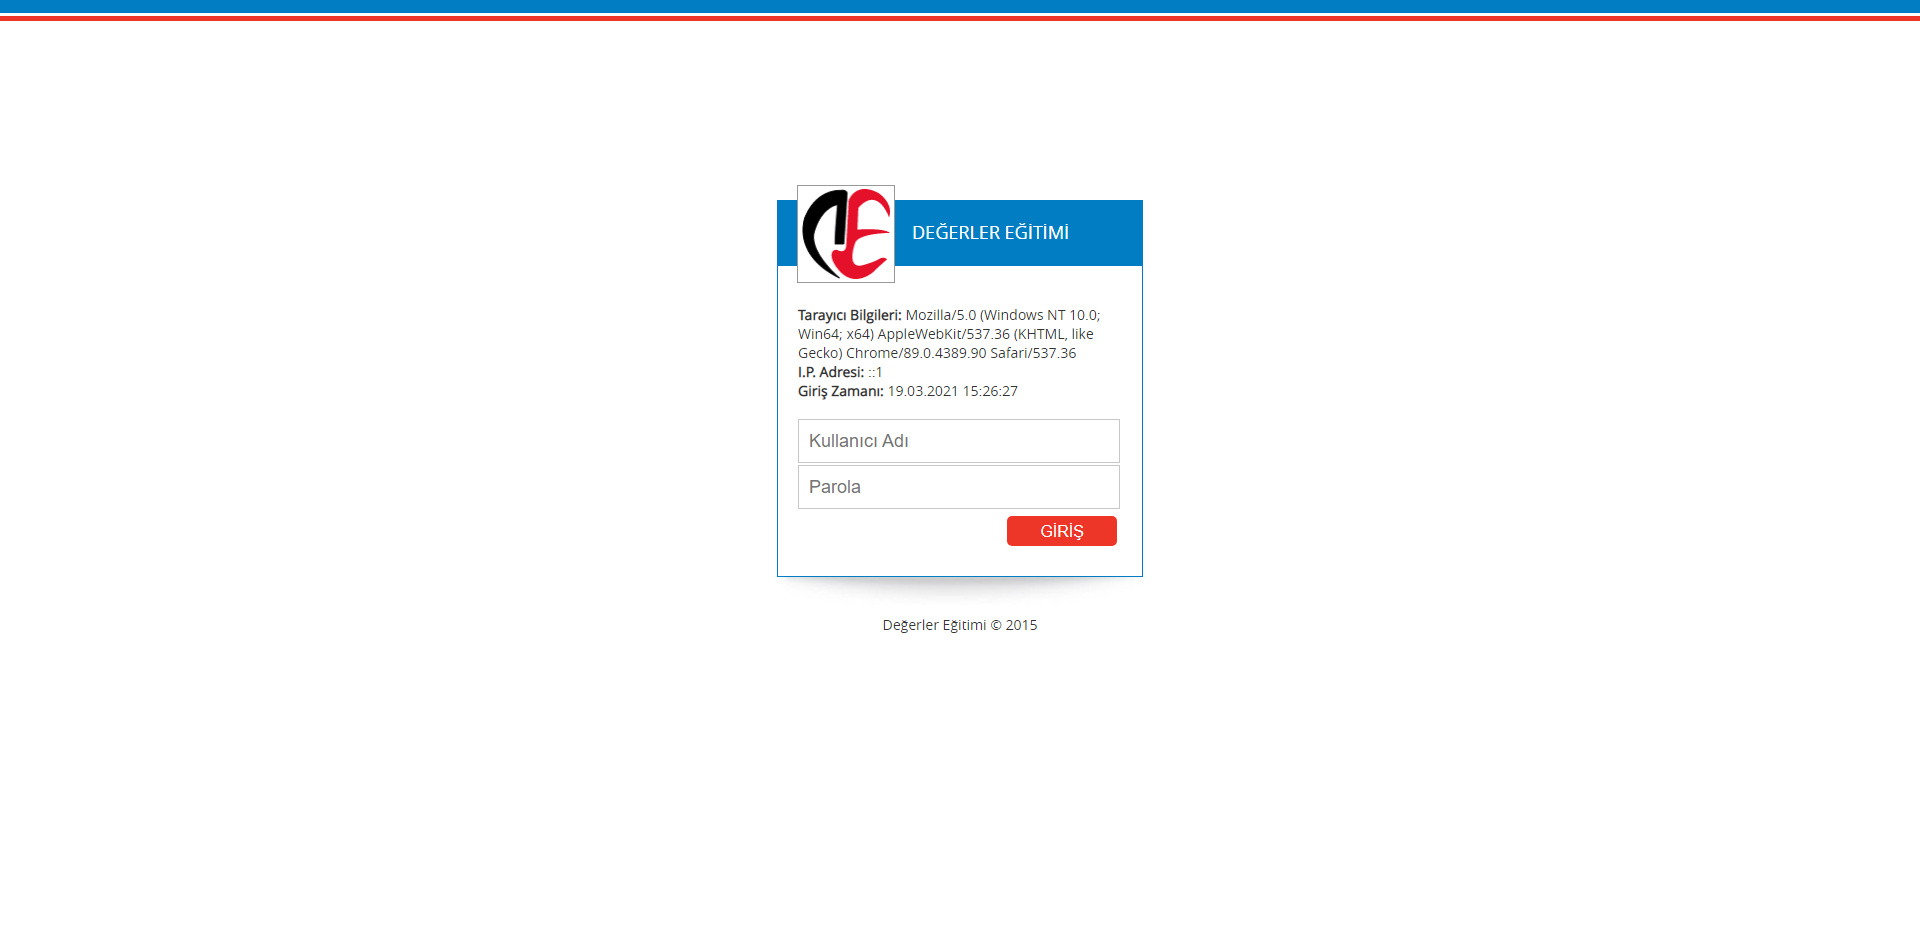 DEĞERLER EĞİTİMİ
Tarayıcı Bilgileri: Mozilla/5.0 (Windows NT 10.0;
Win64; x64) AppleWebKit/537.36 (KHTML, like
Gecko) Chrome/89.0.4389.90 Safari/537.36
I.P. Adresi: ::1
Giriş Zamanı: 19.03.2021 15:26:27
Kullanıcı Adı
Parola
GİRİŞ
Değerler Eğitimi © 2015